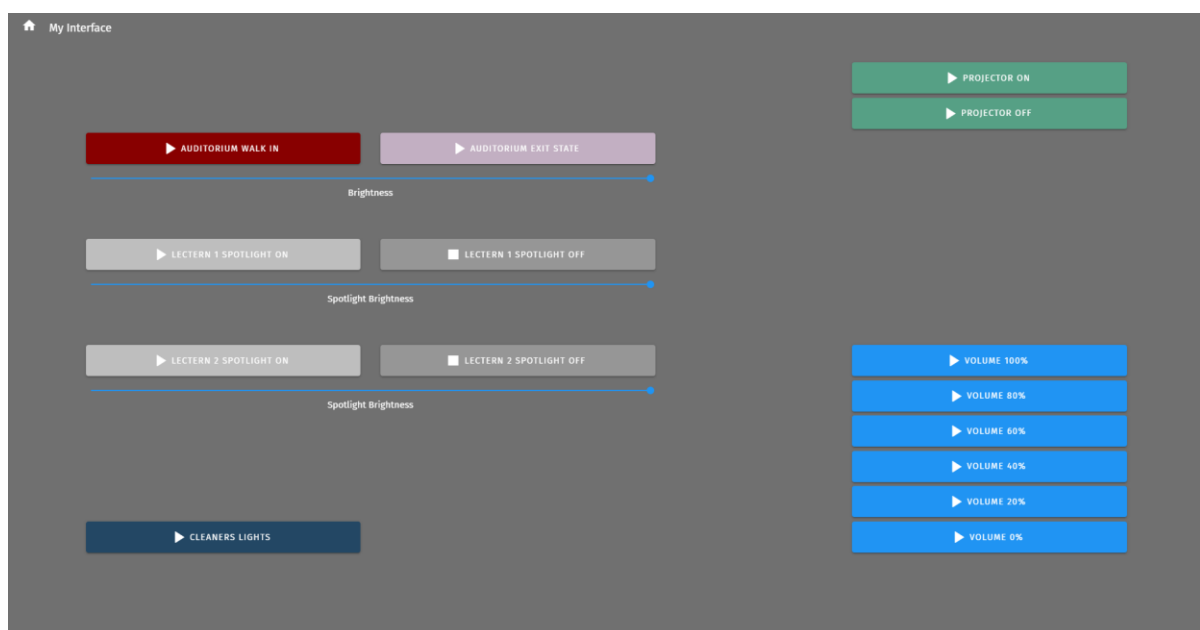 My Interface
PROJECTOR ON
PROJECTOR OFF
AUDITORIUM WALK IN
AUDITORIUM EXIT STATE
Brightness
LECTERN 1 SPOTLIGHT ON
LECTERN 1 SPOTLIGHT OFF
Spotlight Brightness
LECTERN 2 SPOTLIGHT ON
LECTERN 2 SPOTLIGHT OFF
Spotlight Brightness
VOLUME 100%
VOLUME 80%
VOLUME 60%
VOLUME 40%
VOLUME 20%
VOLUME 0%
CLEANERS LIGHTS